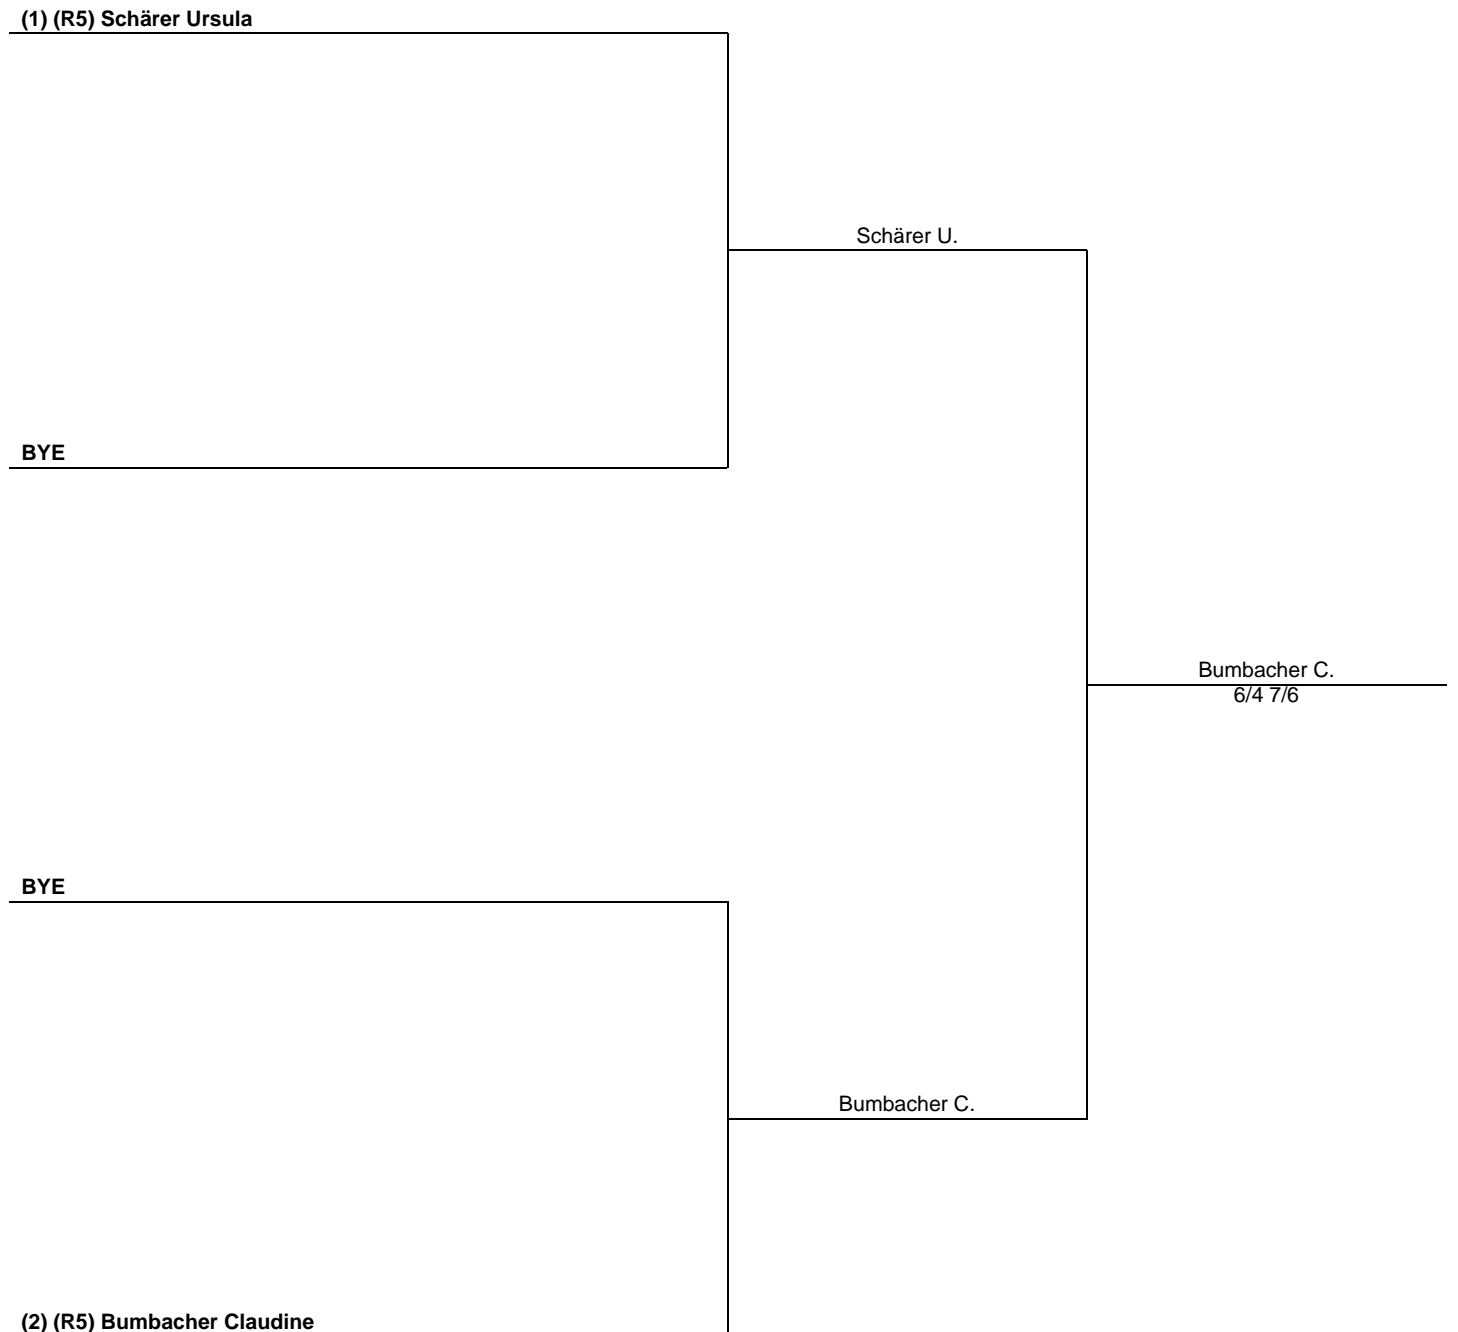 (1) (R5) Schärer Ursula
Schärer U.
BYE
Bumbacher C.
6/4 7/6
BYE
Bumbacher C.
(2) (R5) Bumbacher Claudine